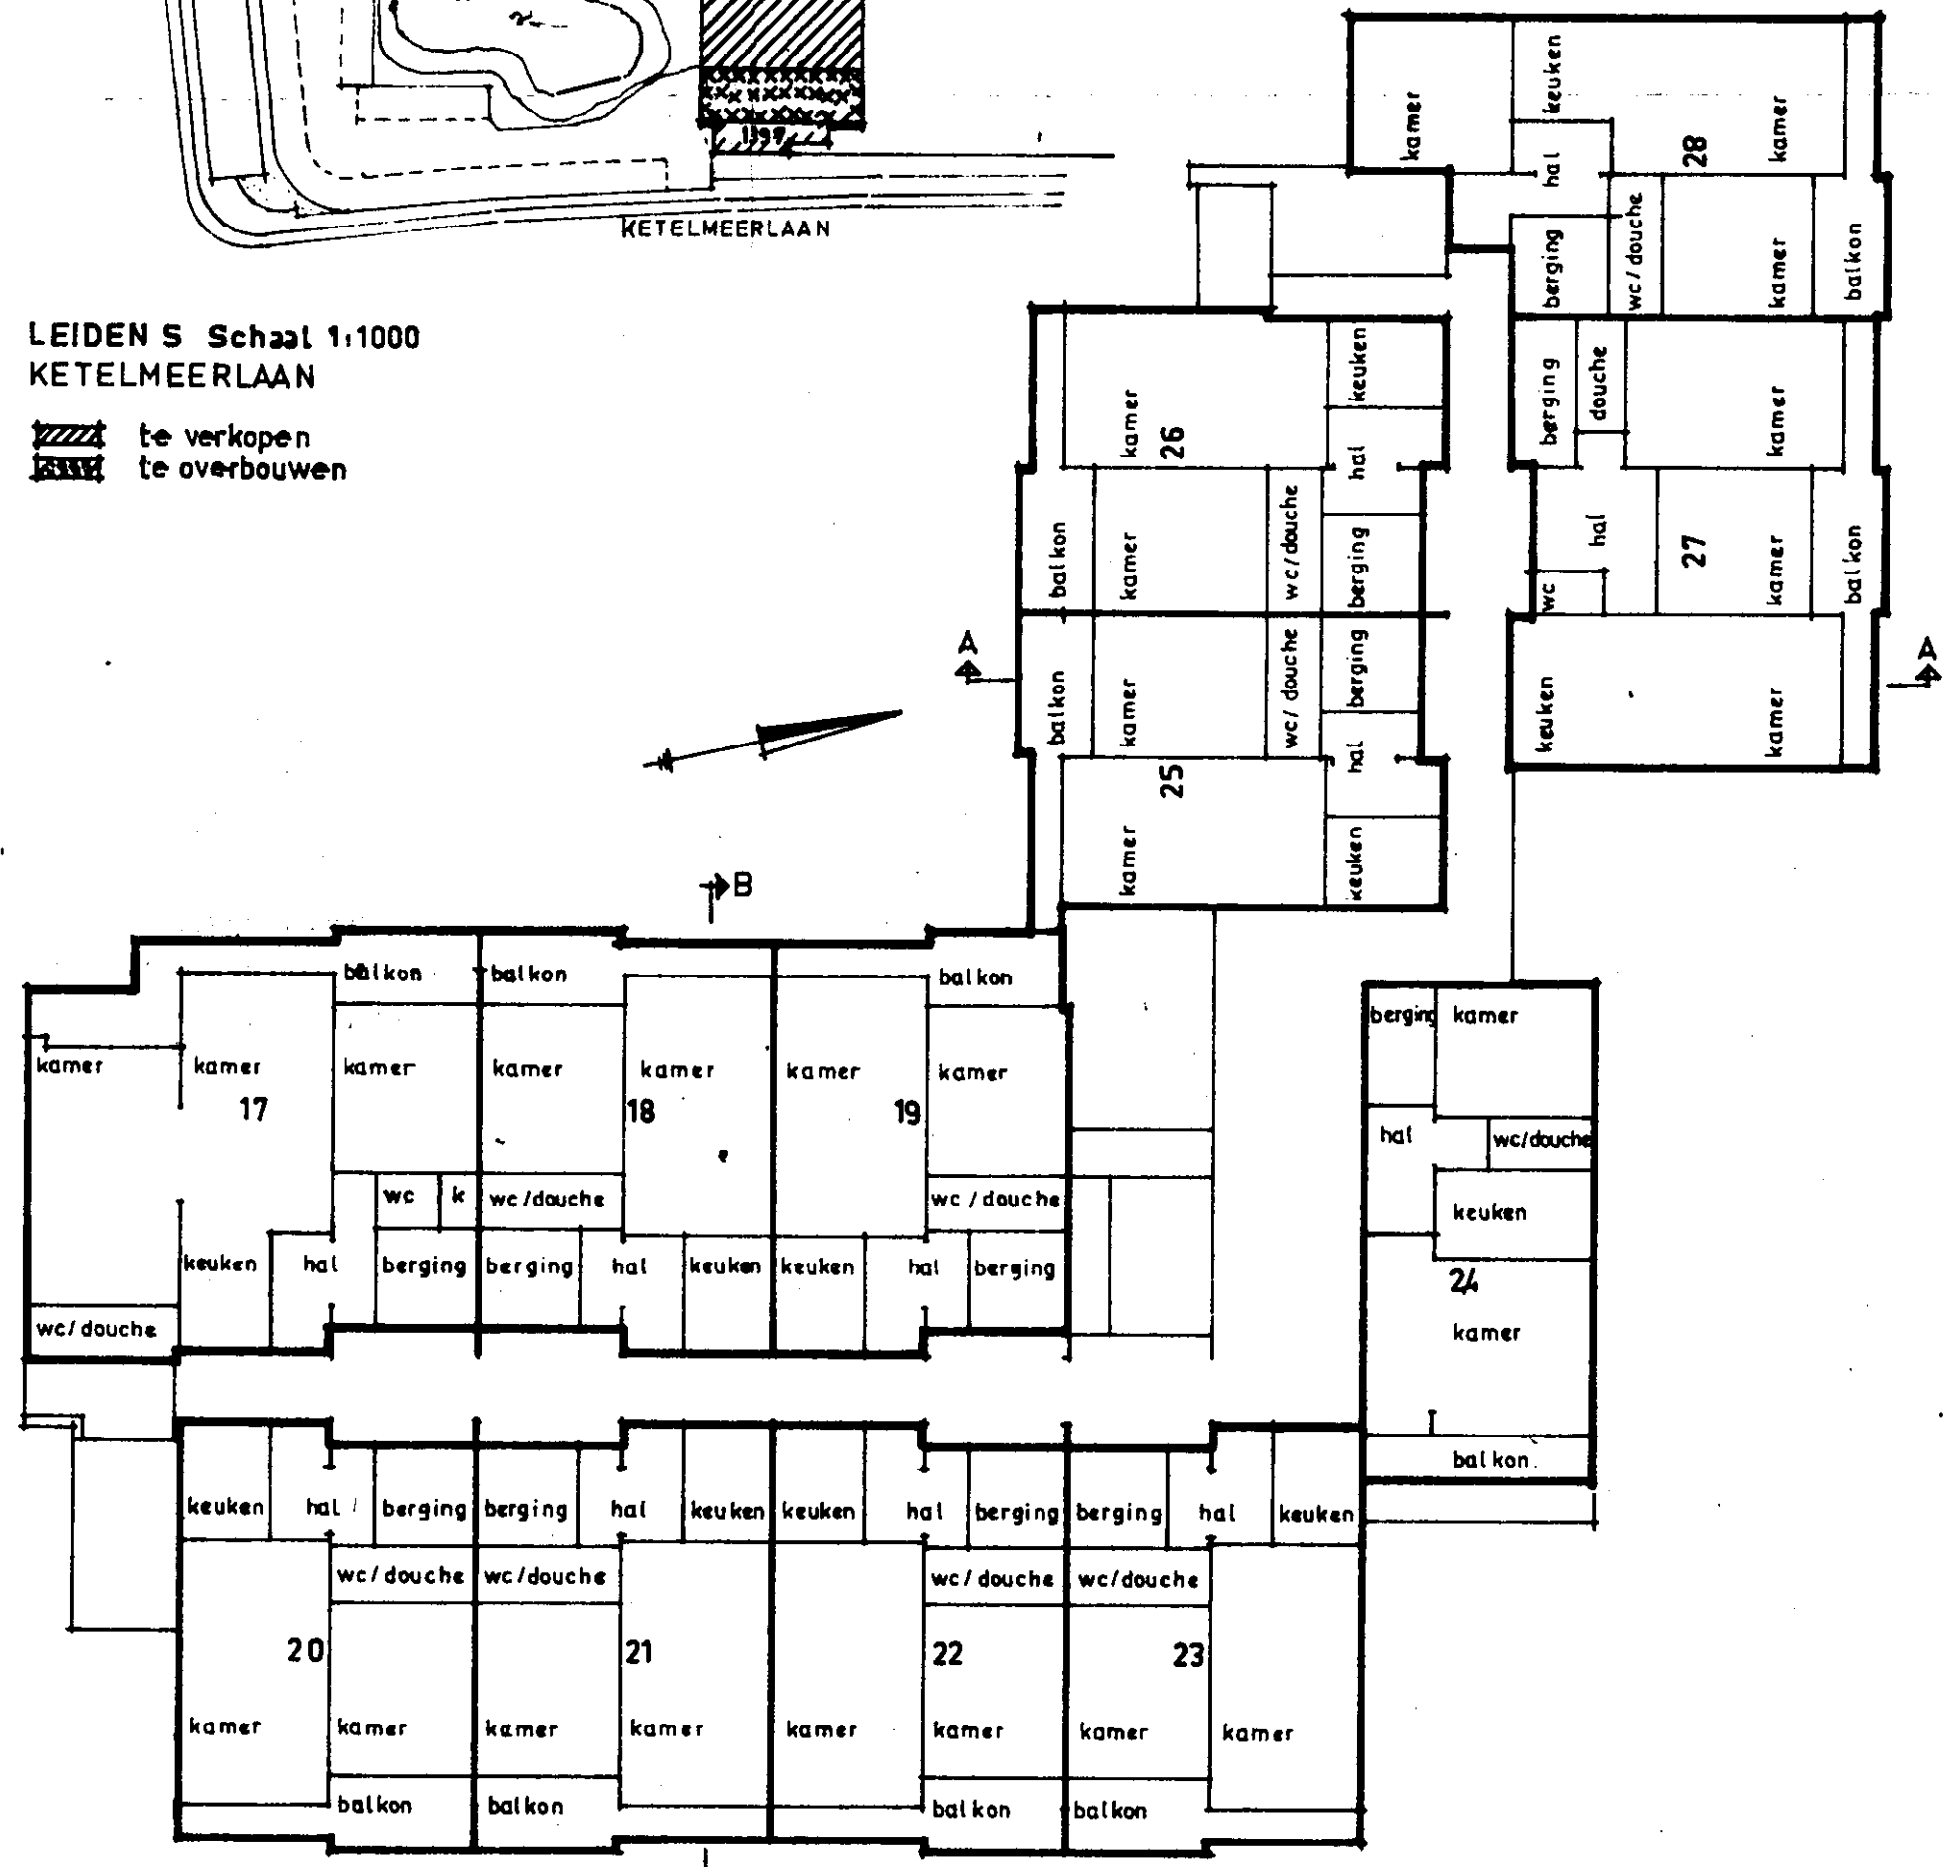 KETELMEERLAAN
LEIDEN S Schaal 1:1000
KETELMEERLAAN
te verkopen
te overbouwen
kamer
keuken
hal
28
kamer
berging
wc/douche
kamer
balkon
kamer
26
keuken
hal
balkon
kamer
wc/douche
berging
berging
douche
kamer
hal
27
kamer
balkon
wc
keuken
kamer
A
A
balkon
kamer
wc/douche
berging
hal
25
kamer
keuken
B
balkon
balkon
balkon
kamer
kamer
kamer
kamer
kamer
kamer
kamer
17
18
19
wc
k
wc/douche
wc/douche
keuken
hal
berging
berging
hal
keuken
keuken
hal
berging
wc/douche
berging
kamer
hal
wc/douche
keuken
24
kamer
balkon
keuken
hal
berging
berging
hal
keuken
keuken
hal
berging
berging
hal
keuken
wc/douche
wc/douche
wc/douche
wc/douche
20
21
22
23
kamer
kamer
kamer
kamer
kamer
kamer
kamer
kamer
balkon
balkon
balkon
balkon